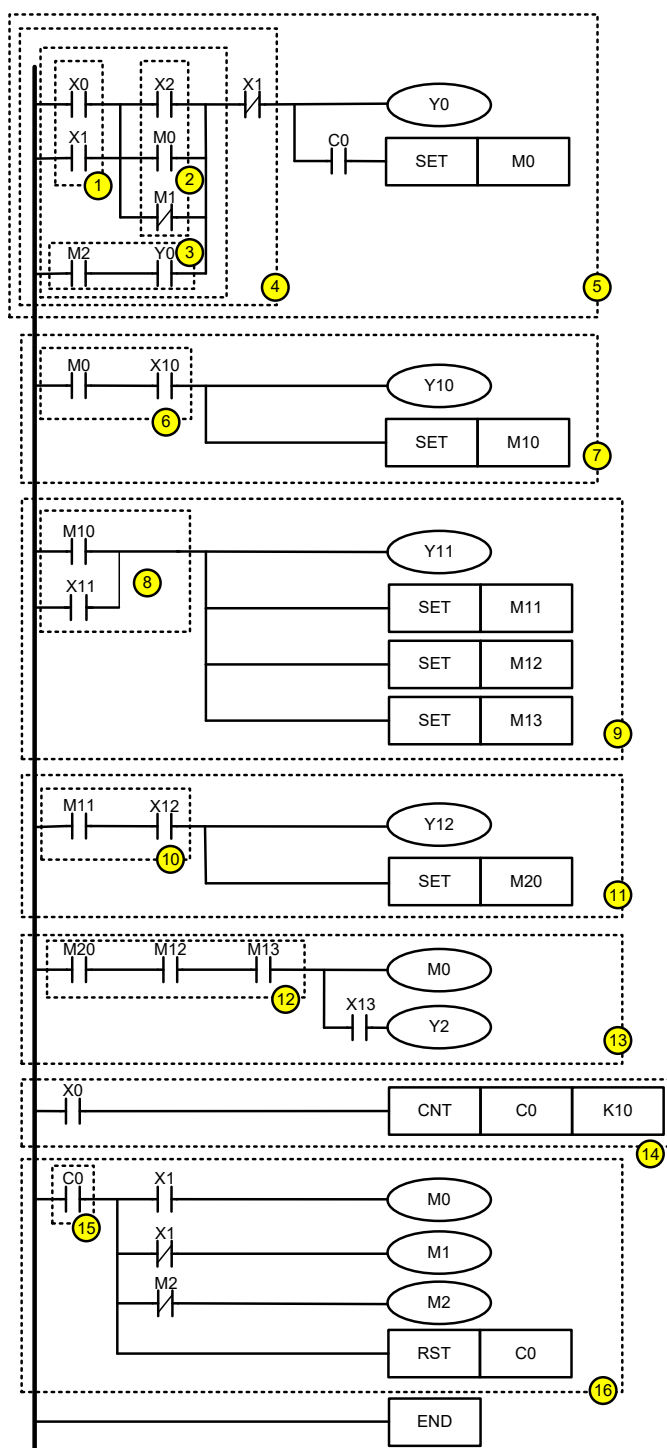 X0 X2 X1 Y0
X1 M0 C0 SET M0
1 2
M1
3
M2 Y0
4 5
M0 X10 Y10
6 SET M10
7
M10 Y11
X11 8
SET M11
SET M12
SET M13
9
M11 X12 Y12
10
SET M20
11
M20 M12 M13 M0
12
X13 Y2
13
X0 CNT C0 K10
14
C0 X1 M0
15
X1 M1
M2 M2
RST C0
16
END